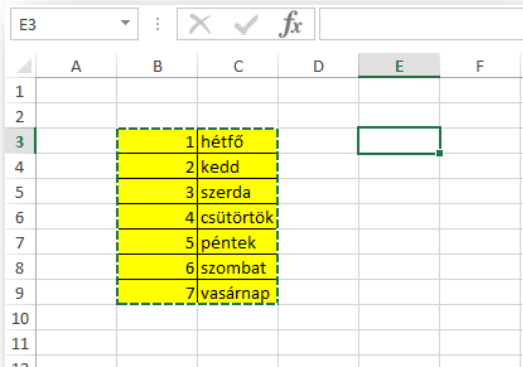 E3 fx
A B C D E F
1
2
3 1 hétfő
4 2 kedd
5 3 szerda
6 4 csütörtök
7 5 péntek
8 6 szombat
9 7 vasárnap
10
11